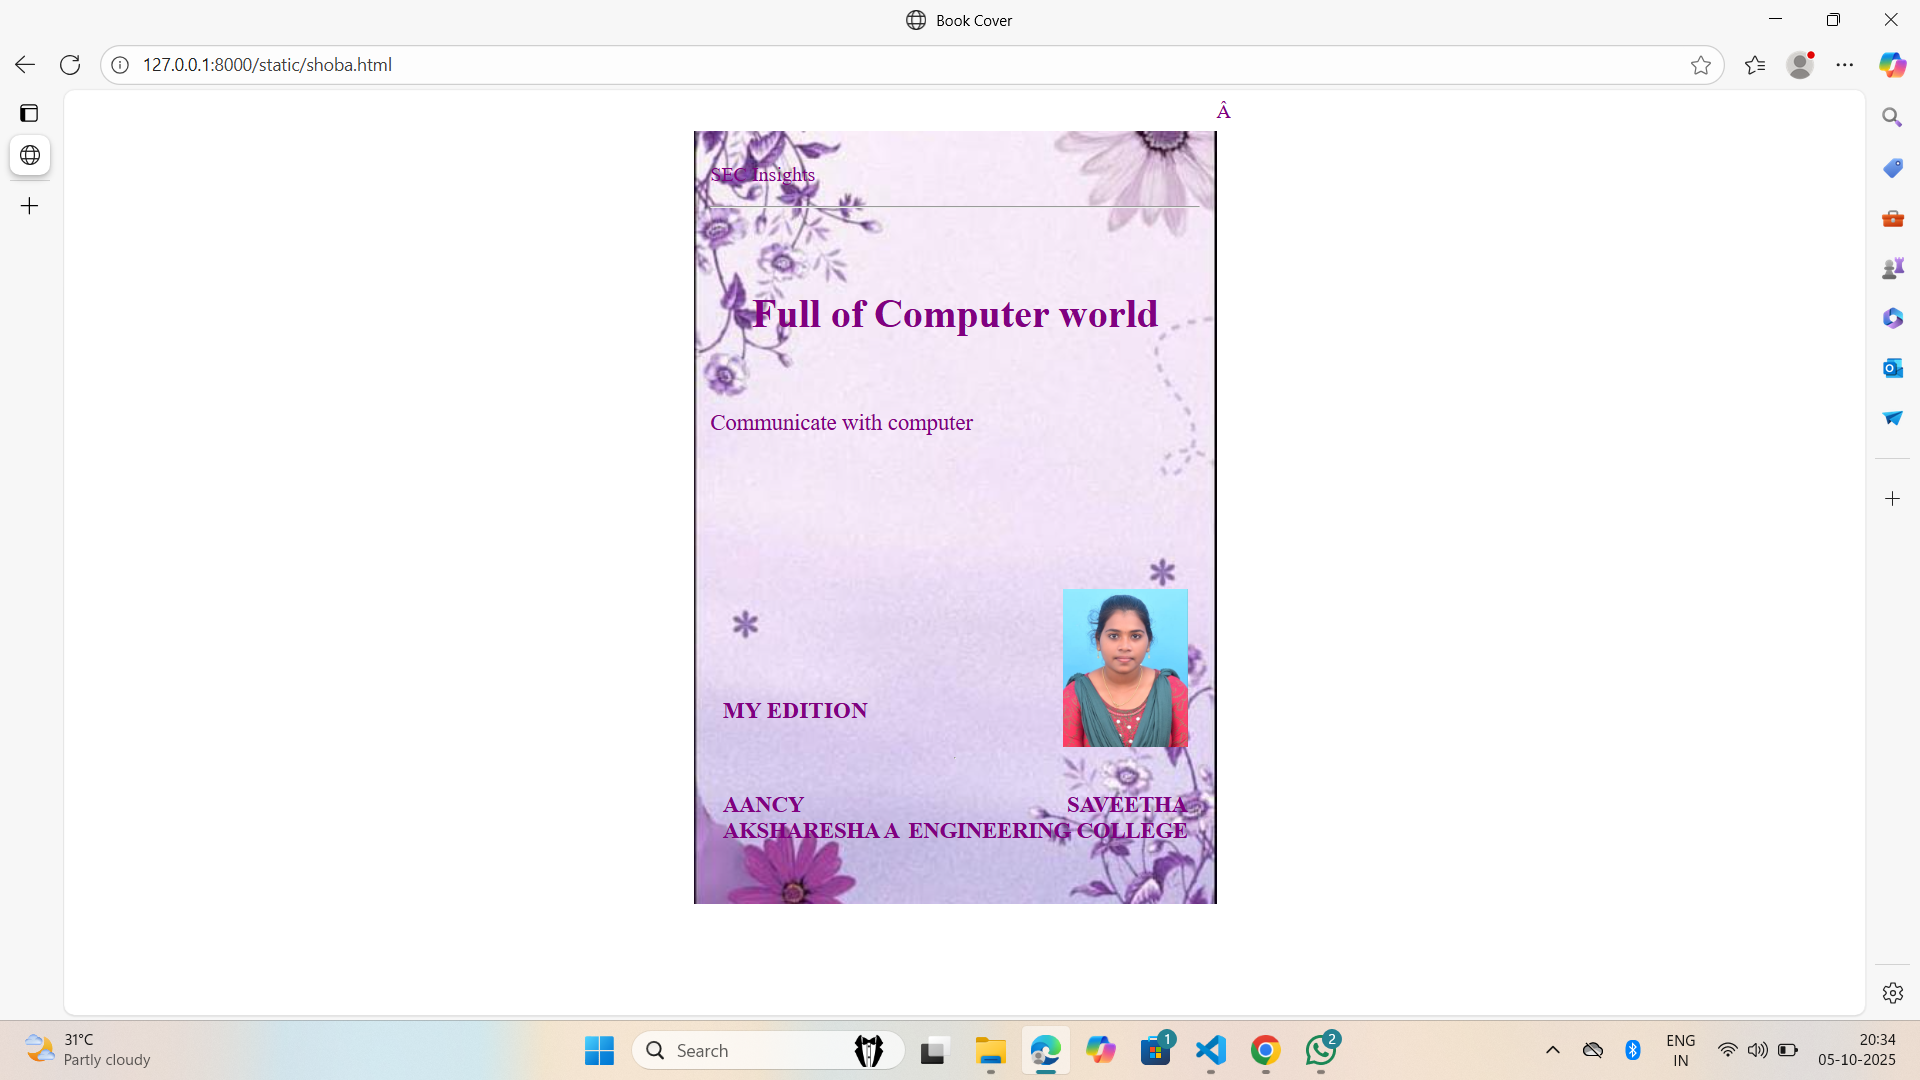 Book Cover
127.0.0.1:8000/static/shoba.html
Â
SEC Insights
Full of Computer world
Communicate with computer
MY EDITION
AANCY
AKSHARESHA A
SAVEETHA
ENGINEERING COLLEGE
31°C
Partly cloudy
Search
1
2
ENG
IN
20:34
05-10-2025